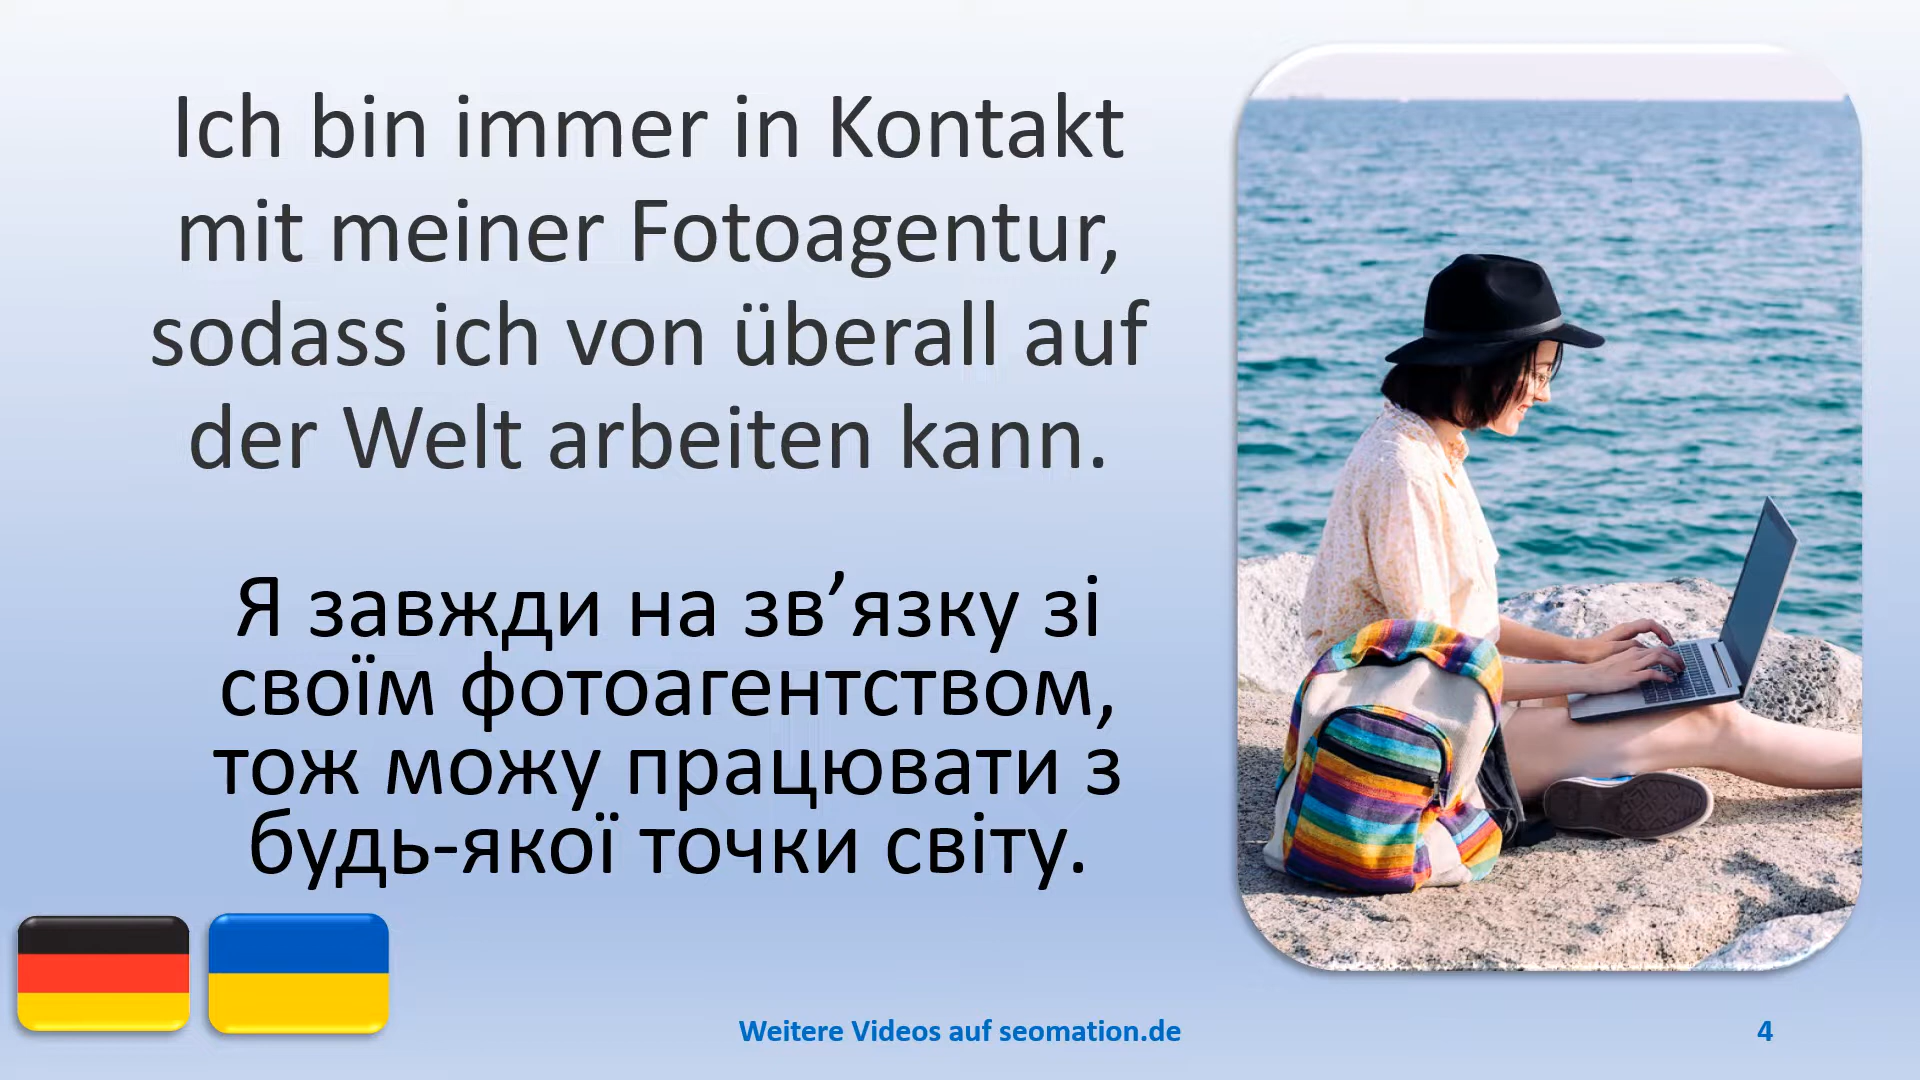 Ich bin immer in Kontakt
mit meiner Fotoagentur,
sodass ich von überall auf
der Welt arbeiten kann.
Я завжди на зв’язку зі
своїм фотоагентством,
тож можу працювати з
будь-якої точки світу.
Weitere Videos auf seomation.de
4